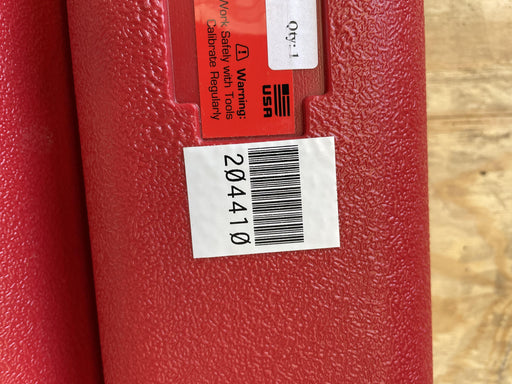 Qty: 1
USA
Warning:
Work Safely with Tools
Calibrate Regularly
204410